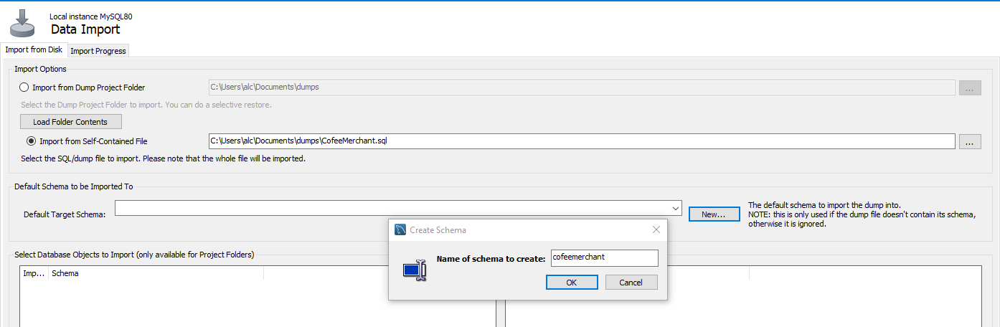 Local instance MySQL80
Data Import
Import from Disk
Import Progress
Import Options
Import from Dump Project Folder
C:\Users\alc\Documents\dumps
...
Select the Dump Project Folder to import. You can do a selective restore.
Load Folder Contents
Import from Self-Contained File
C:\Users\alc\Documents\dumps\CofeeMerchant.sql
...
Select the SQL/dump file to import. Please note that the whole file will be imported.
Default Schema to be Imported To
Default Target Schema:
New...
The default schema to import the dump into.
NOTE: this is only used if the dump file doesn't contain its schema,
otherwise it is ignored.
Create Schema
Name of schema to create:
cofeemerchant
OK
Cancel
Select Database Objects to Import (only available for Project Folders)
Imp...
Schema